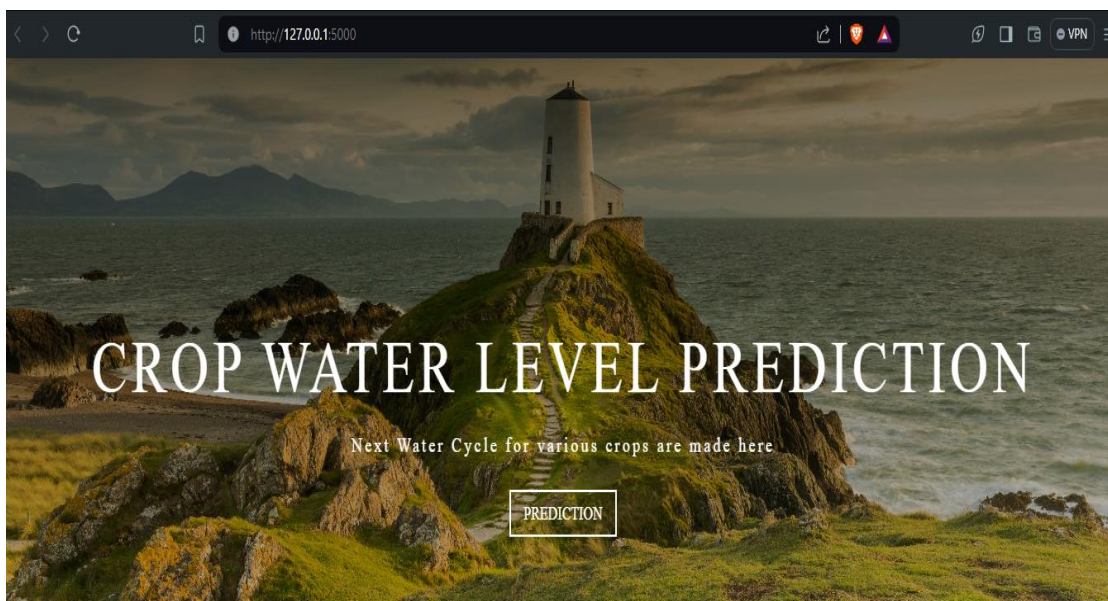 http://127.0.0.1:5000
VPN
CROP WATER LEVEL PREDICTION
Next Water Cycle for various crops are made here
PREDICTION